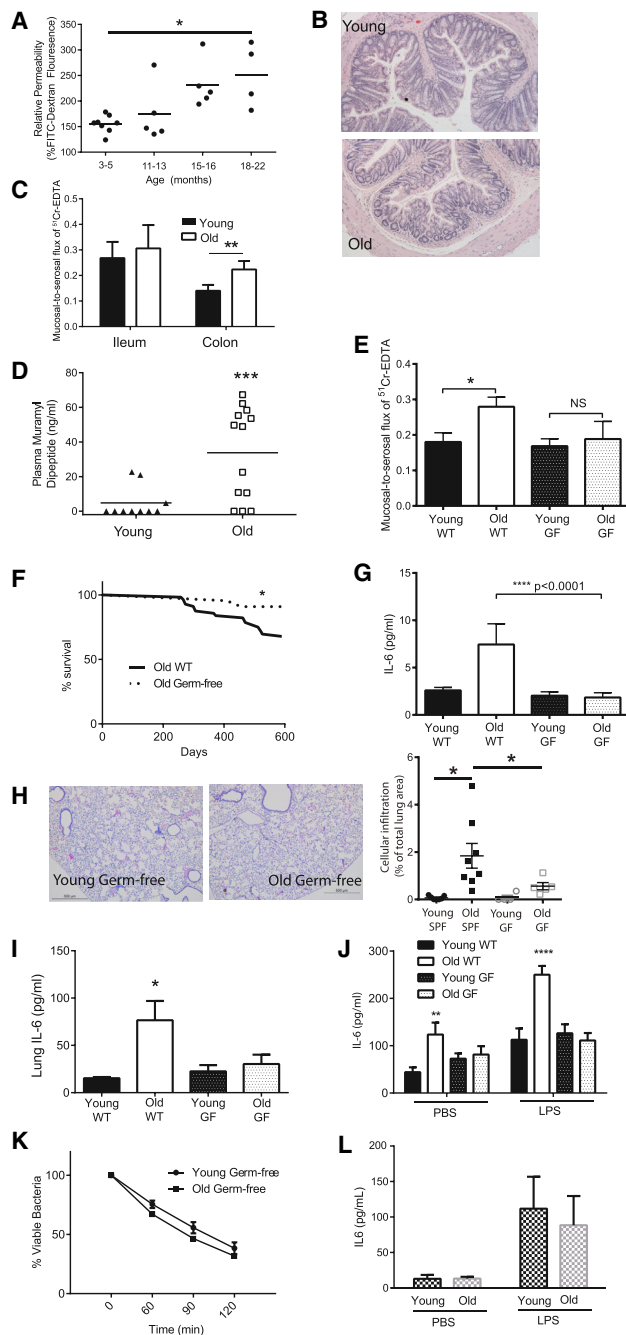 A
Relative Permeability
(%FITC-Dextran Flouresence)
350
300
250
200
150
100
*
3-5
11-13
15-16
18-22
Age (months)
B
Young
Old
C
Mucosal-to-serosal flux of ⁵¹Cr-EDTA
0.5
0.4
0.3
0.2
0.1
0.0
Young
Old
**
Ileum
Colon
D
Plasma Muramyl
Dipeptide (ng/ml)
80
60
40
20
0
***
Young
Old
E
Mucosal-to-serosal flux of ⁵¹Cr-EDTA
0.4
0.3
0.2
0.1
0.0
*
NS
Young
WT
Old
WT
Young
GF
Old
GF
F
% survival
100
50
0
*
Old WT
Old Germ-free
0
200
400
600
Days
G
IL-6 (pg/ml)
15
10
5
0
**** p<0.0001
Young
WT
Old
WT
Young
GF
Old
GF
H
Young Germ-free
Old Germ-free
Cellular infiltration
(% of total lung area)
6
5
4
3
2
1
0
*
*
Young
SPF
Old
SPF
Young
GF
Old
GF
I
Lung IL-6 (pg/ml)
150
100
50
0
*
Young
WT
Old
WT
Young
GF
Old
GF
J
Young WT
Old WT
Young GF
Old GF
IL-6 (pg/ml)
300
200
100
0
**
****
PBS
LPS
K
% Viable Bacteria
100
50
0
Young Germ-free
Old Germ-free
0
60
90
120
Time (min)
L
IL6 (pg/mL)
200
150
100
50
0
Young
Old
Young
Old
PBS
LPS